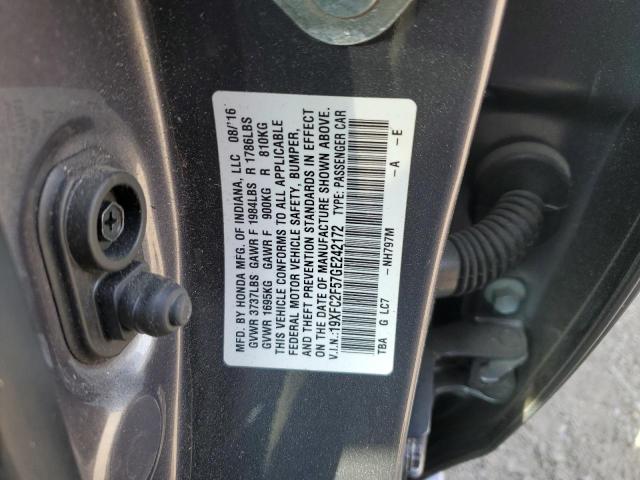 MFD. BY HONDA MFG. OF INDIANA, LLC 08/'16
GVWR 3737LBS GAWR F 1984LBS R 1786LBS
GVWR 1695KG GAWR F 900KG R 810KG
THIS VEHICLE CONFORMS TO ALL APPLICABLE
FEDERAL MOTOR VEHICLE SAFETY, BUMPER,
AND THEFT PREVENTION STANDARDS IN EFFECT
ON THE DATE OF MANUFACTURE SHOWN ABOVE.
V.I.N.:19XFC2F57GE242172 TYPE: PASSENGER CAR
TBA G LC7 –NH797M –A –E